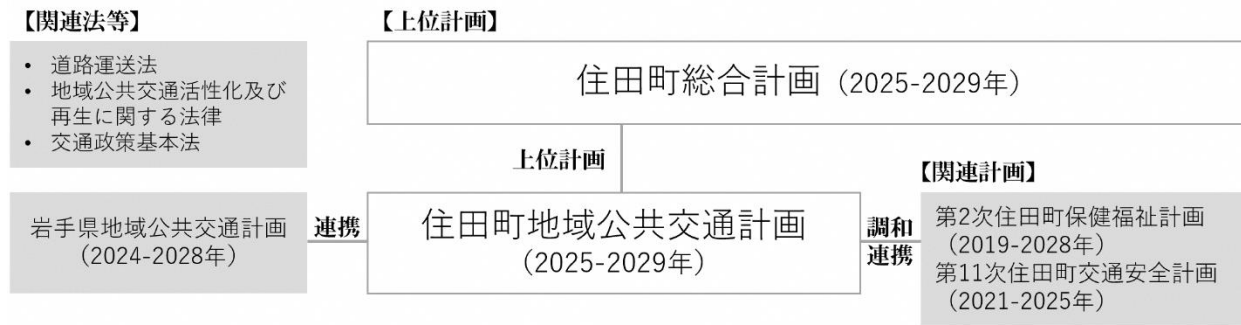 【関連法等】
• 道路運送法
• 地域公共交通活性化及び
再生に関する法律
• 交通政策基本法
【上位計画】
住田町総合計画（2025-2029年）
上位計画
岩手県地域公共交通計画
（2024-2028年）
連携
住田町地域公共交通計画
（2025-2029年）
調和
連携
【関連計画】
第2次住田町保健福祉計画
（2019-2028年）
第11次住田町交通安全計画
（2021-2025年）